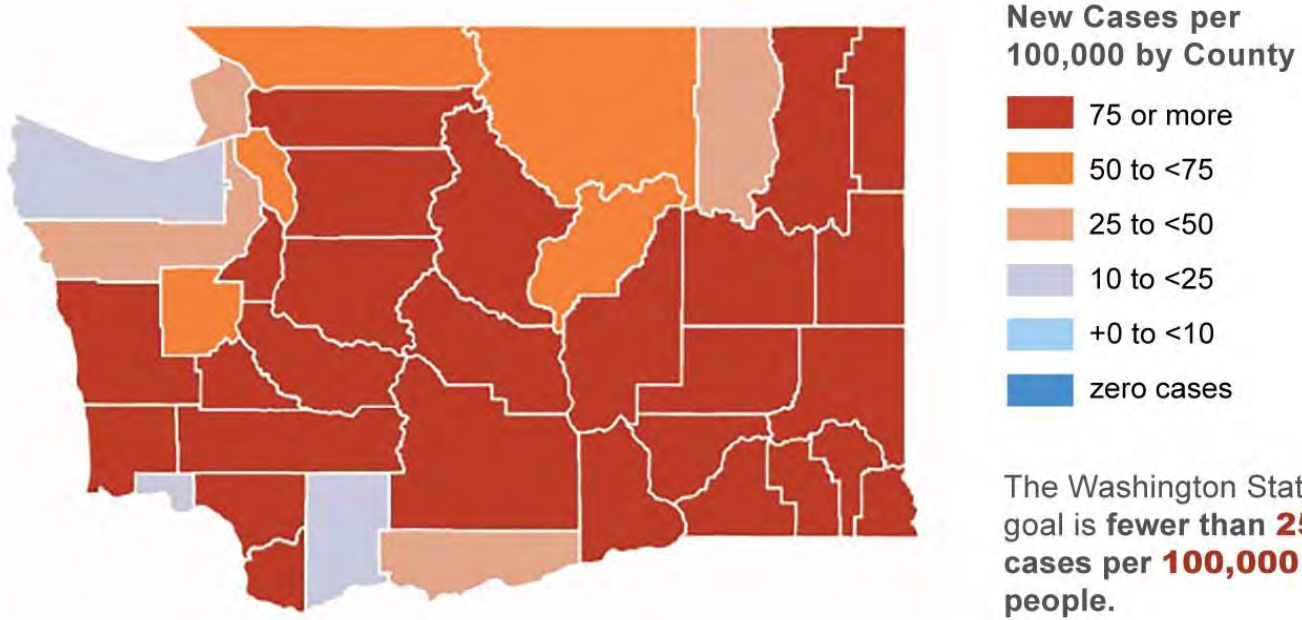 New Cases per
100,000 by County
75 or more
50 to <75
25 to <50
10 to <25
+0 to <10
zero cases
The Washington Stat
goal is fewer than 25
cases per 100,000
people.